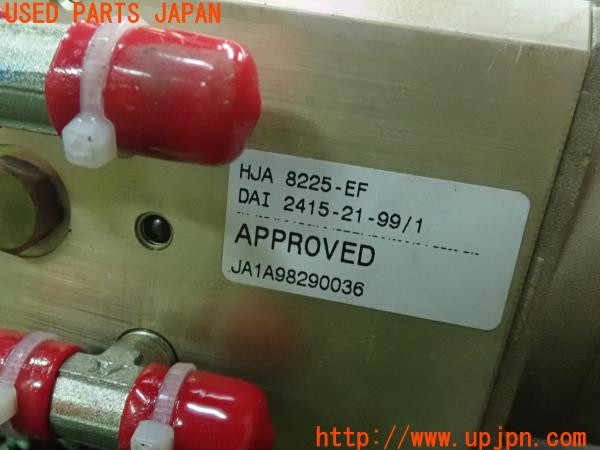 USED PARTS JAPAN
HJA 8225-EF
DAI 2415-21-99/1
APPROVED
JA1A98290036
http://www.upjpn.com